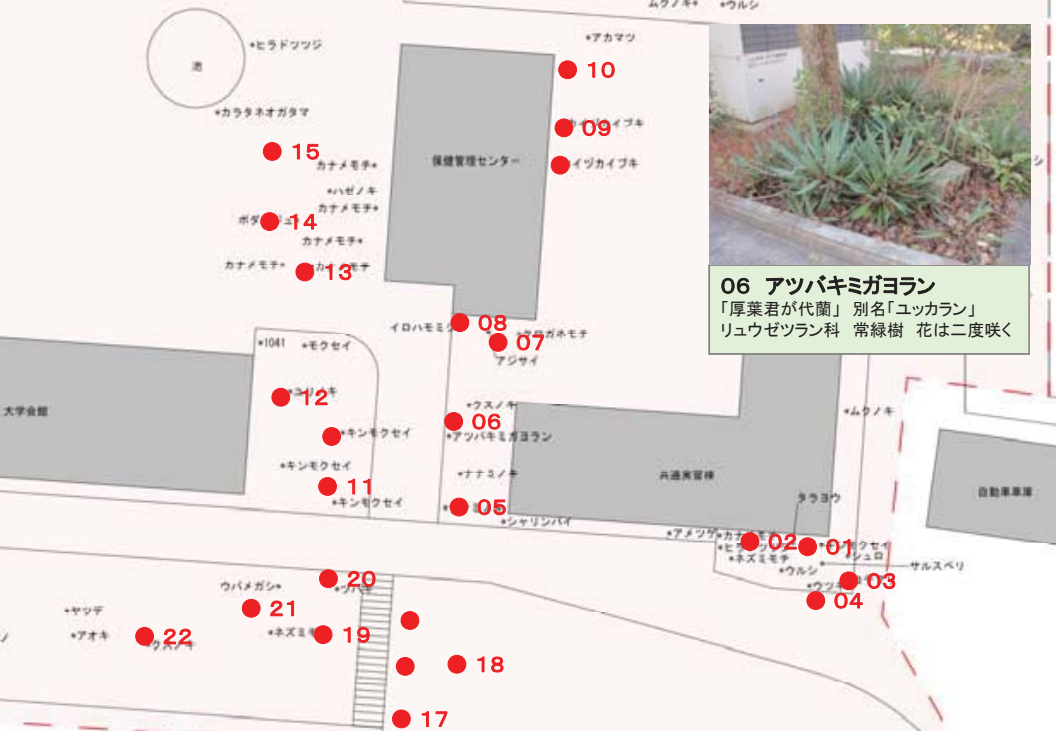 ムクノキ •ウルシ
•ヒラドツツジ
•アカマツ
池
10
•カラタネオガタマ
09
15
カナメモチ•
保健管理センター
イヅカイブキ
•ハゼノキ
カナメモチ•
14
カナメモチ•
カナメモチ•
13
06 アツバキミガヨラン
「厚葉君が代蘭」 別名「ユッカラン」
リュウゼツラン科 常緑樹 花は二度咲く
イロハモミ
08
07
アジサイ
•1041
•モクセイ
12
大学会館
•クスノキ
•ムクノキ
06
•キンモクセイ
•アツバキミガヨラン
•キンモクセイ
•ナナミノキ
共通実習棟
11
•キンモクセイ
自動車車庫
タラヨウ
05
•シャリンバイ
•アメツゲ
02
01
•ネズミモチ
•シュロ
•ウルシ
サルスベリ
03
04
20
ウバメガシ•
21
•ヤツデ
•アオキ
22
•ネズミモ
19
18
17